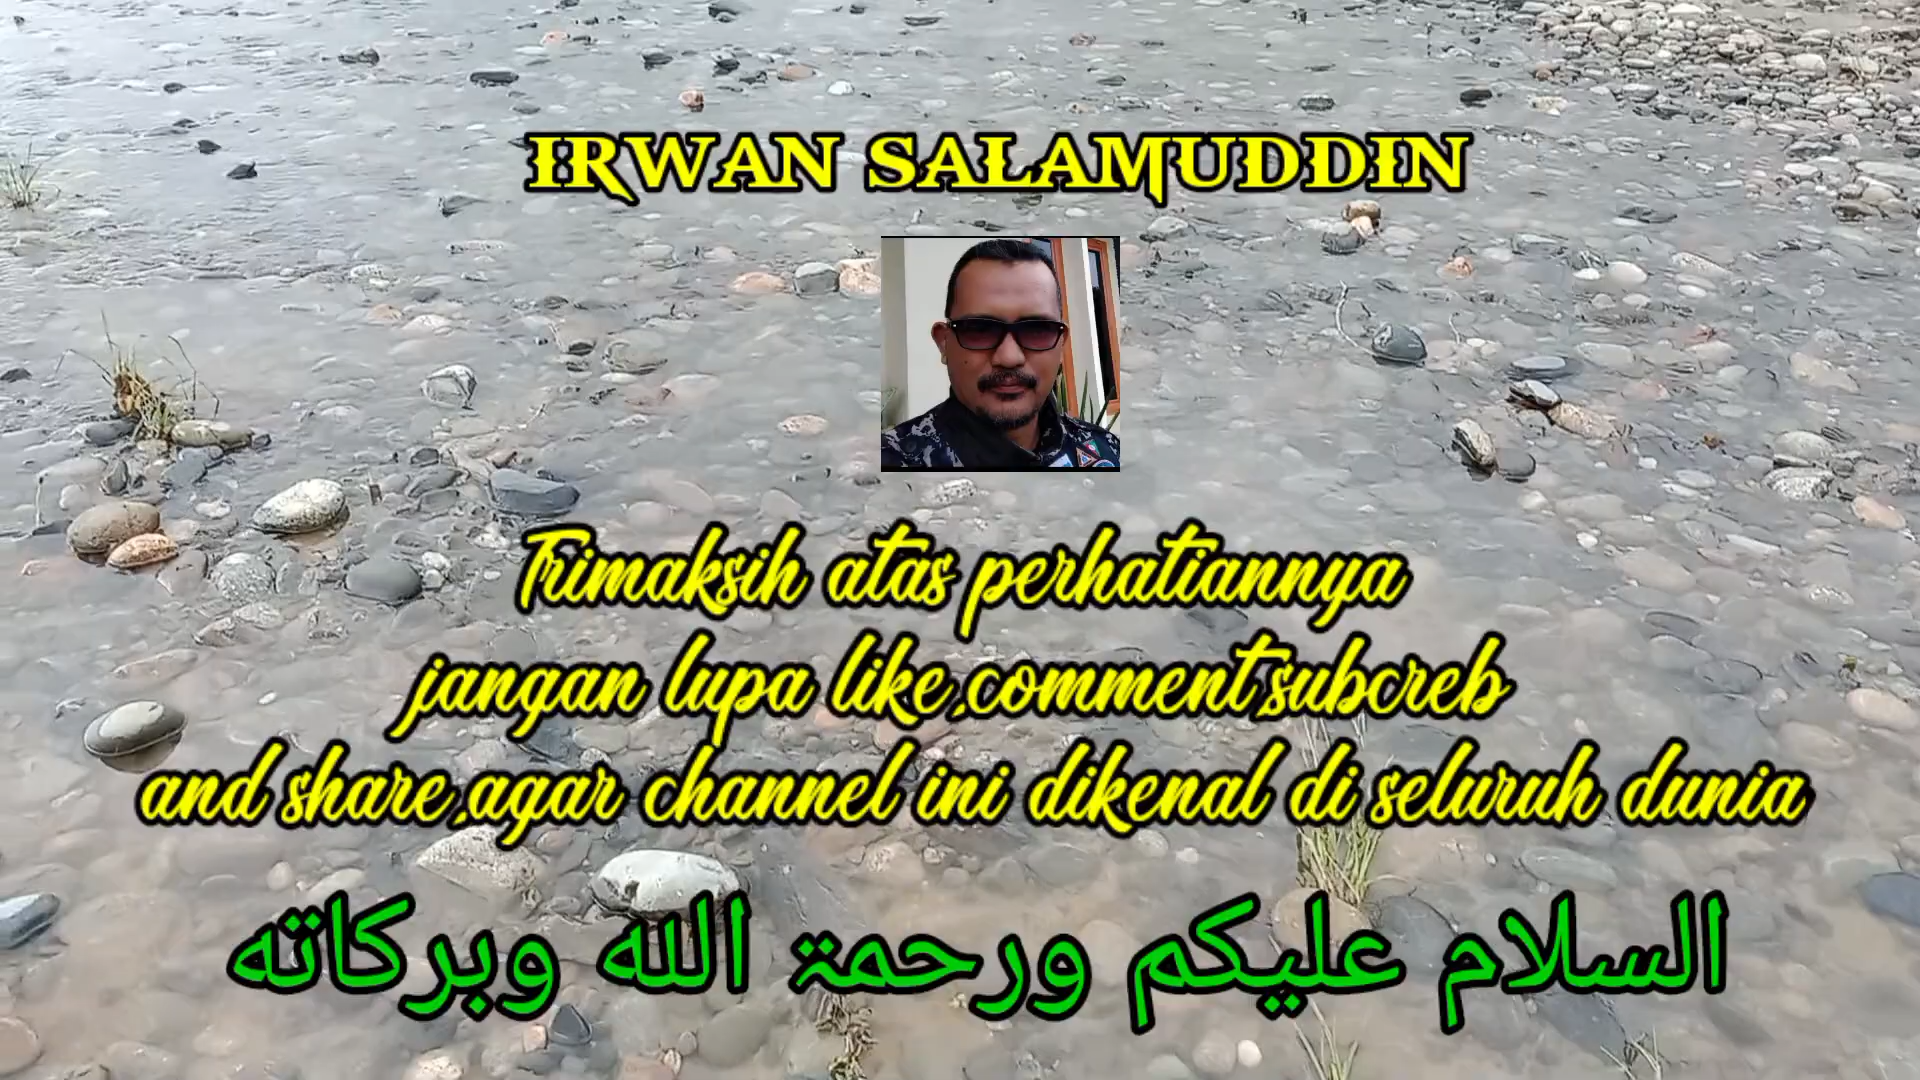 IRWAN SALAMUDDIN
Trimaksih atas perhatiannya
jangan lupa like,comment,subcreb
and share,agar channel ini dikenal di seluruh dunia
السلام عليكم ورحمة الله وبركاته